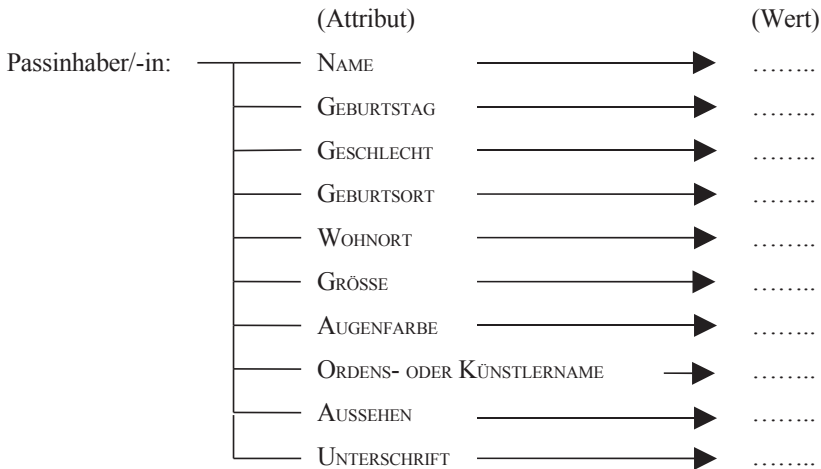 (Attribut) (Wert)
Passinhaber/-in: NAME ……..
GEBURTSTAG ……..
GESCHLECHT ……..
GEBURTSORT ……..
WOHNORT ……..
GRÖSSE ……..
AUGENFARBE ……..
ORDENS- ODER KÜNSTLERNAME ……..
AUSSEHEN ……..
UNTERSCHRIFT ……..